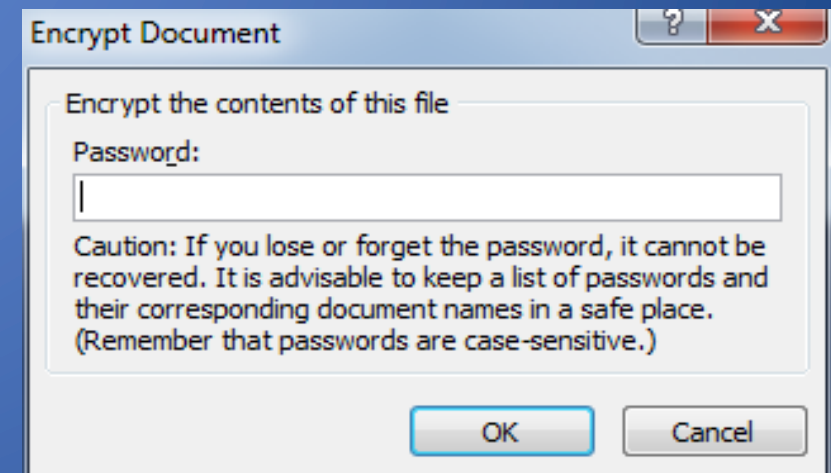 Encrypt Document
Encrypt the contents of this file
Password:
Caution: If you lose or forget the password, it cannot be
recovered. It is advisable to keep a list of passwords and
their corresponding document names in a safe place.
(Remember that passwords are case-sensitive.)
OK
Cancel